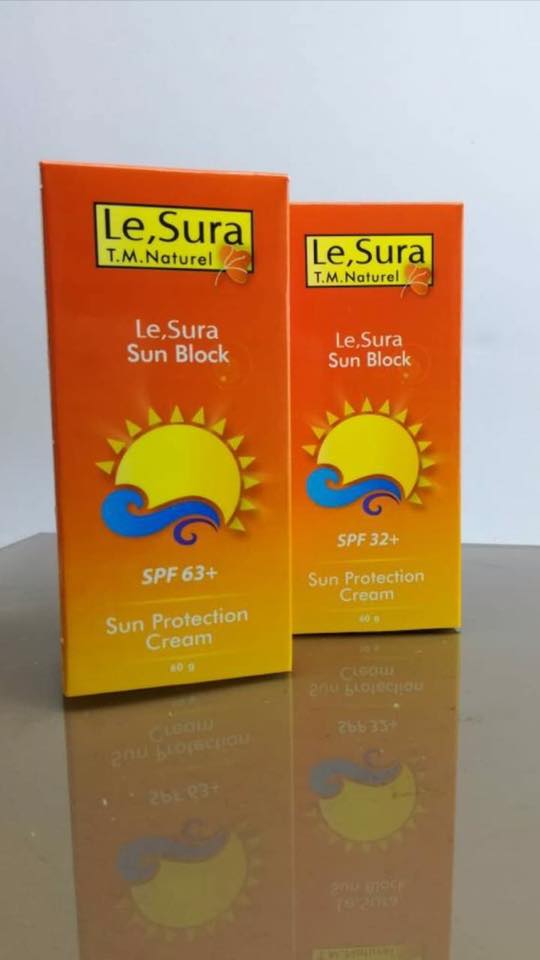 Le,Sura
T.M.Naturel
Le,Sura
Sun Block
SPF 63+
Sun Protection
Cream
60 g
Le,Sura
T.M.Naturel
Le,Sura
Sun Block
SPF 32+
Sun Protection
Cream
60 g